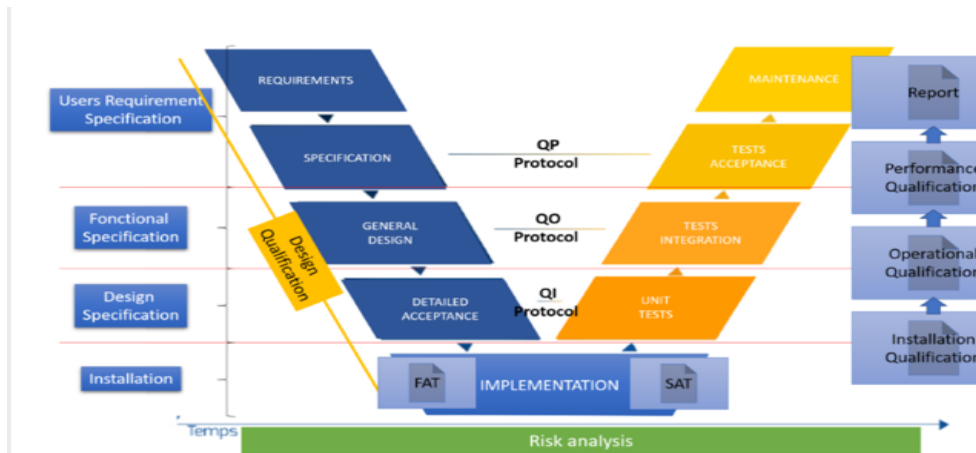 REQUIREMENTS
MAINTENANCE
Report
Users Requirement
Specification
SPECIFICATION
QP
Protocol
TESTS
ACCEPTANCE
Performance
Qualification
Fonctional
Specification
Design
Qualification
GENERAL
DESIGN
QO
Protocol
TESTS
INTEGRATION
Operational
Qualification
Design
Specification
DETAILED
ACCEPTANCE
QI
Protocol
UNIT
TESTS
Installation
Qualification
Installation
FAT
IMPLEMENTATION
SAT
Temps
Risk analysis